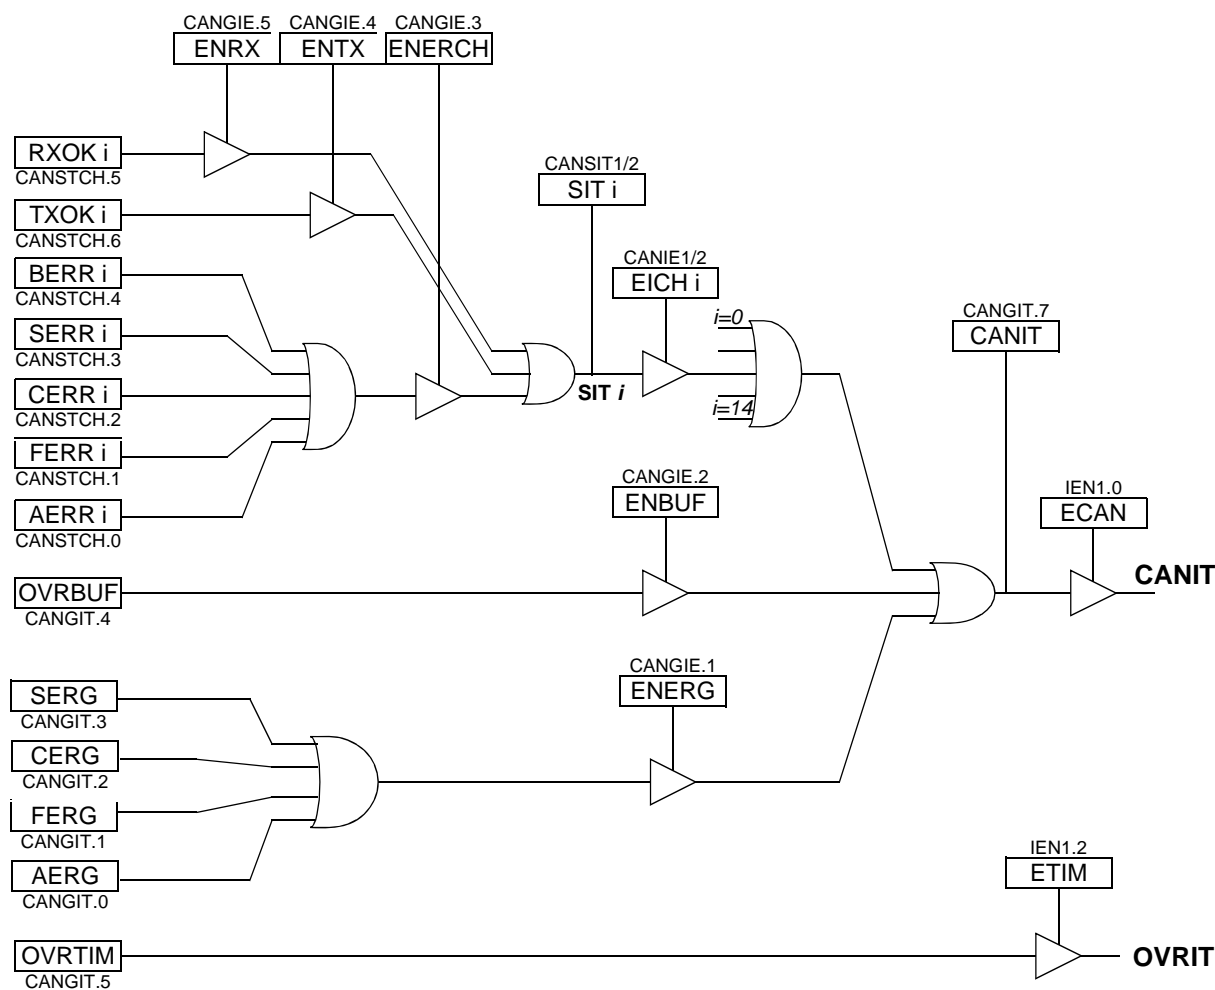 CANGIE.5 CANGIE.4 CANGIE.3
ENRX ENTX ENERCH
RXOK i
CANSTCH.5
TXOK i
CANSTCH.6
BERR i
CANSTCH.4
SERR i
CANSTCH.3
CERR i
CANSTCH.2
FERR i
CANSTCH.1
AERR i
CANSTCH.0
CANSIT1/2
SIT i
SIT i
CANIE1/2
EICH i
i=0
i=14
CANGIT.7
CANIT
CANGIE.2
ENBUF
IEN1.0
ECAN
CANIT
OVRBUF
CANGIT.4
CANGIE.1
ENERG
SERG
CANGIT.3
CERG
CANGIT.2
FERG
CANGIT.1
AERG
CANGIT.0
IEN1.2
ETIM
OVRTIM
CANGIT.5
OVRIT